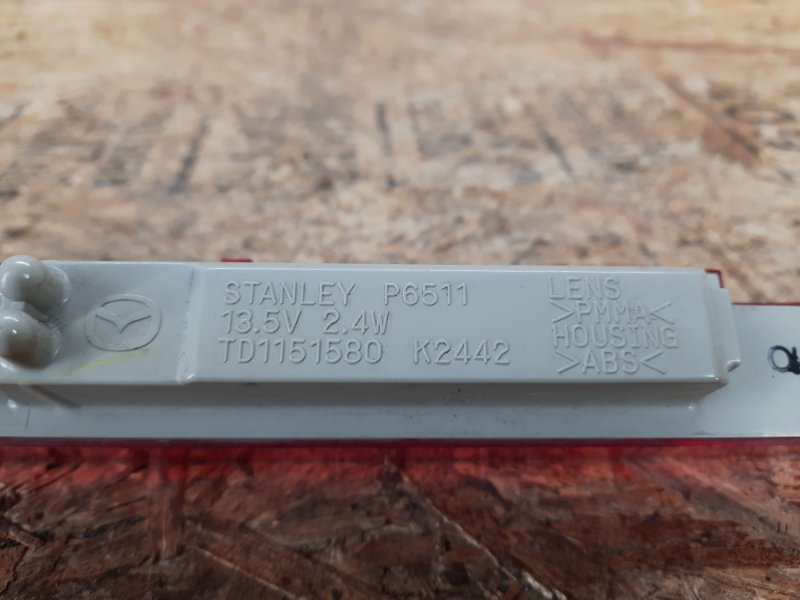 STANLEY P6511
13.5V 2.4W
TD1151580 K2442
LENS
>PMMA<
HOUSING
>ABS<